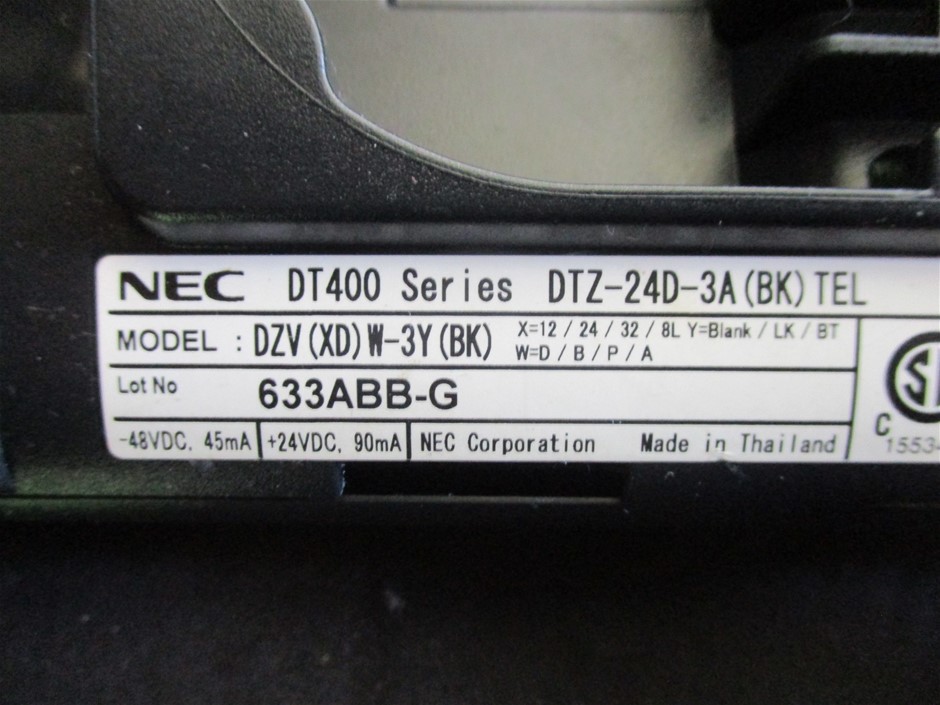 NEC DT400 Series DTZ-24D-3A(BK)TEL
MODEL : DZV(XD)W-3Y(BK) X=12 / 24 / 32 / 8L Y=Blank / LK / BT
W=D / B / P / A
Lot No 633ABB-G
-48VDC, 45mA +24VDC, 90mA NEC Corporation Made in Thailand
C